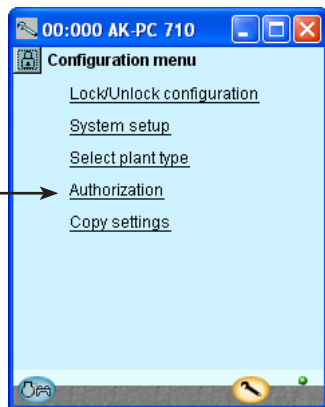 00:000 AK-PC 710
Configuration menu
Lock/Unlock configuration
System setup
Select plant type
Authorization
Copy settings